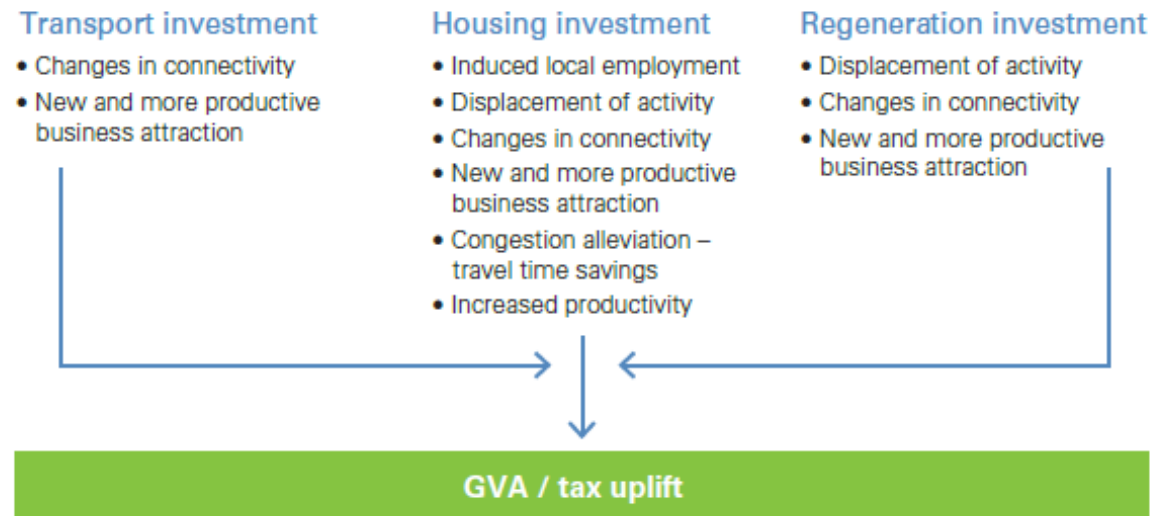 Transport investment
• Changes in connectivity
• New and more productive
business attraction
Housing investment
• Induced local employment
• Displacement of activity
• Changes in connectivity
• New and more productive
business attraction
• Congestion alleviation –
travel time savings
• Increased productivity
Regeneration investment
• Displacement of activity
• Changes in connectivity
• New and more productive
business attraction
GVA / tax uplift